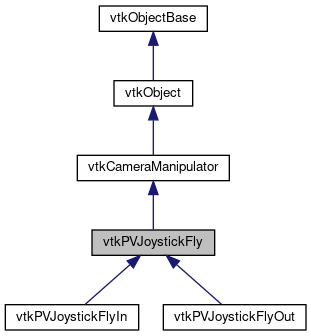 vtkObjectBase
vtkObject
vtkCameraManipulator
vtkPVJoystickFly
vtkPVJoystickFlyIn
vtkPVJoystickFlyOut